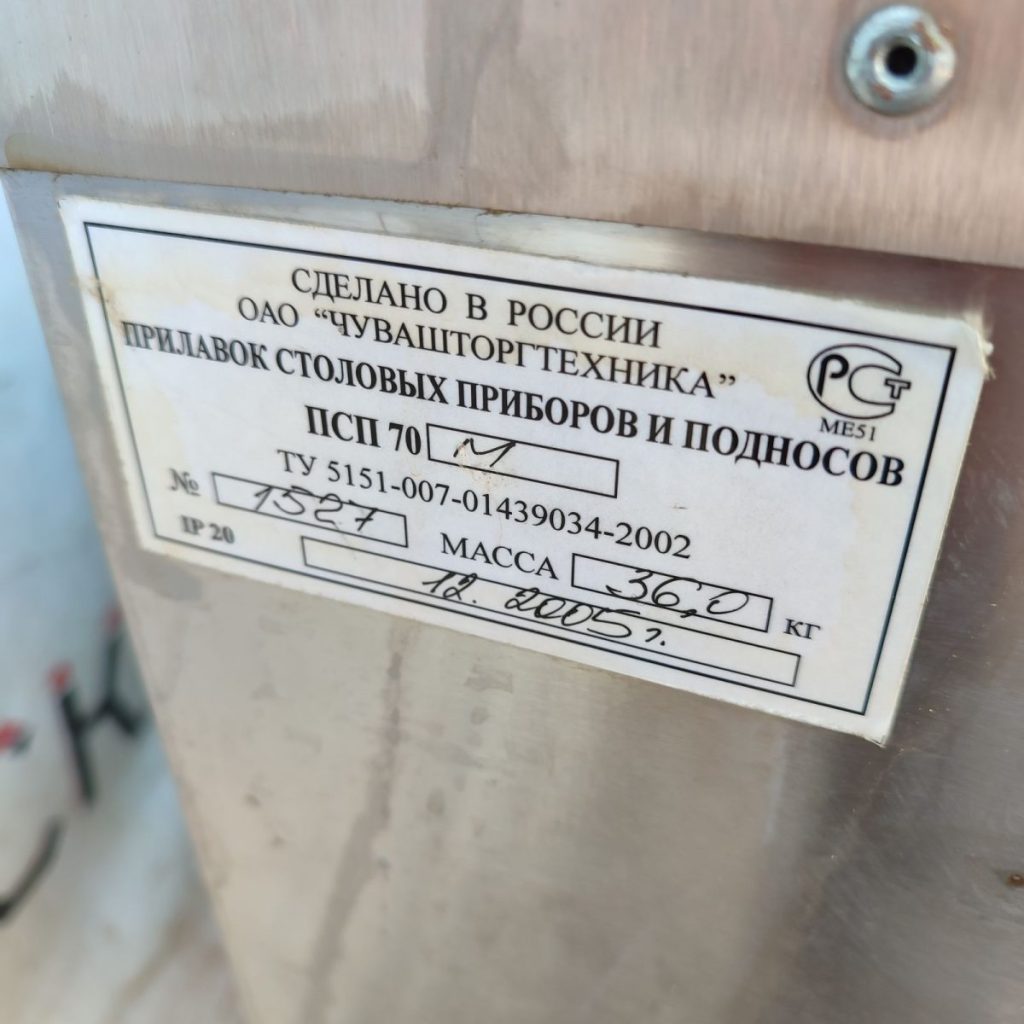 СДЕЛАНО В РОССИИ
ОАО “ЧУВАШТОРГТЕХНИКА”
РСТ
МЕ51
ПРИЛАВОК СТОЛОВЫХ ПРИБОРОВ И ПОДНОСОВ
ПСП 70 М
ТУ 5151-007-01439034-2002
№ 1527
МАССА 36,0 кг
IP 20
12. 2005 г.